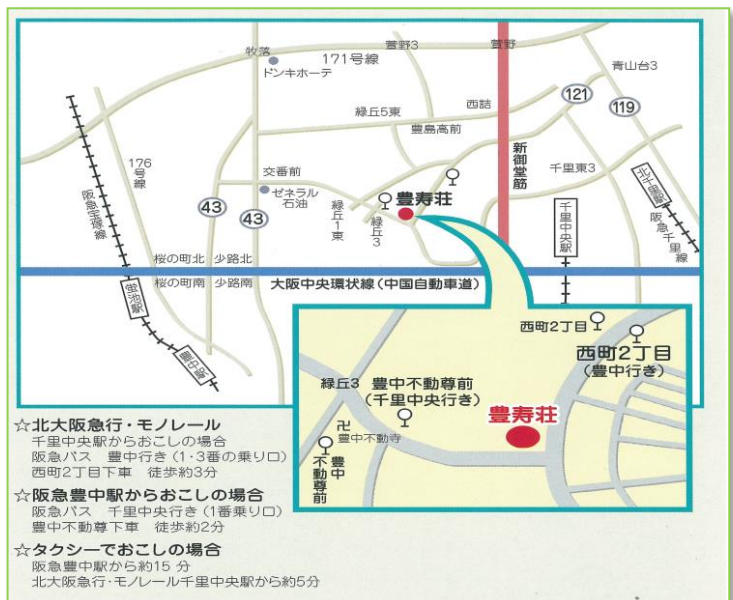 牧落
ドンキホーテ
171号線
萱野3
萱野
青山台3
121
119
緑丘5東
西詰
豊島高前
新御堂筋
千里東3
北千里駅
阪急千里線
176号線
阪急宝塚線
交番前
ゼネラル石油
43
43
緑丘1東
緑丘3
豊寿荘
千里中央駅
桜の町北
少路北
桜の町南
少路南
大阪中央環状線(中国自動車道)
蛍池駅
豊中駅
西町2丁目
西町2丁目
(豊中行き)
緑丘3
豊中不動尊前
(千里中央行き)
卍
豊中不動寺
豊中不動尊前
豊寿荘
☆北大阪急行・モノレール
千里中央駅からおこしの場合
阪急バス 豊中行き(1・3番の乗り口)
西町2丁目下車 徒歩約3分
☆阪急豊中駅からおこしの場合
阪急バス 千里中央行き(1番乗り口)
豊中不動尊下車 徒歩約2分
☆タクシーでおこしの場合
阪急豊中駅から約15 分
北大阪急行・モノレール千里中央駅から約5分